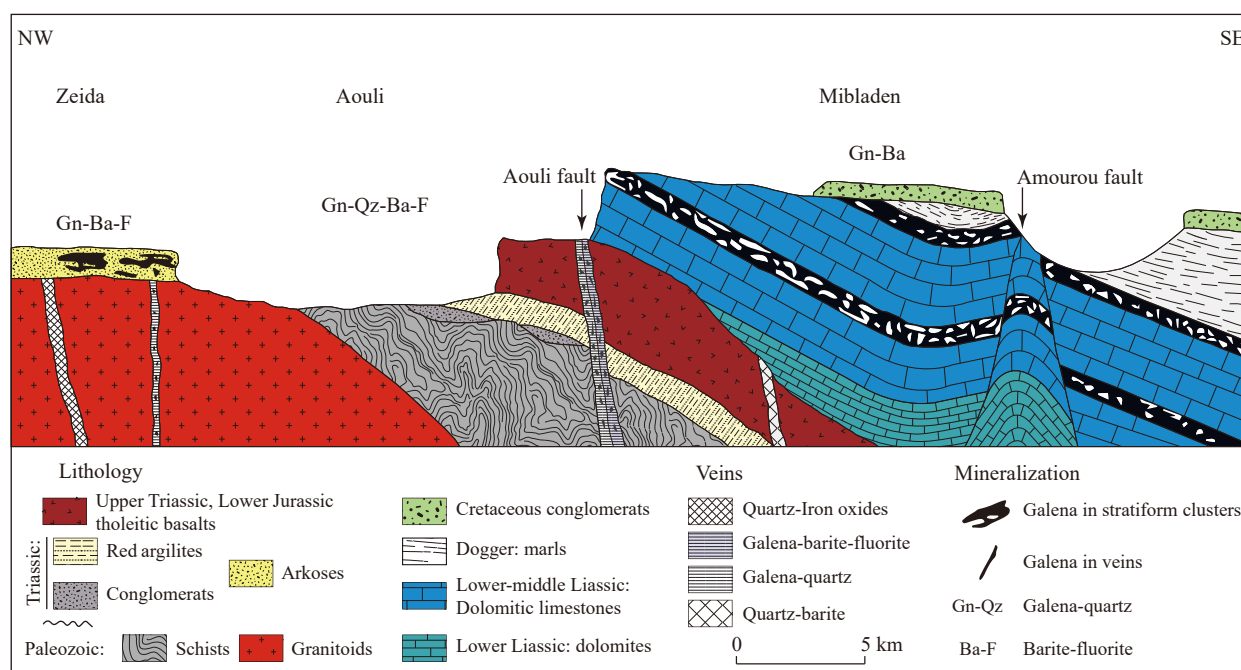 NW
SE
Zeida
Aouli
Mibladen
Gn-Ba
Aouli fault
Amourou fault
Gn-Qz-Ba-F
Gn-Ba-F
Lithology
Upper Triassic, Lower Jurassic
tholeitic basalts
Triassic:
Red argilites
Arkoses
Conglomerats
Paleozoic:
Schists
Granitoids
Cretaceous conglomerats
Dogger: marls
Lower-middle Liassic:
Dolomitic limestones
Lower Liassic: dolomites
Veins
Quartz-Iron oxides
Galena-barite-fluorite
Galena-quartz
Quartz-barite
0 5 km
Mineralization
Galena in stratiform clusters
Galena in veins
Gn-Qz Galena-quartz
Ba-F Barite-fluorite